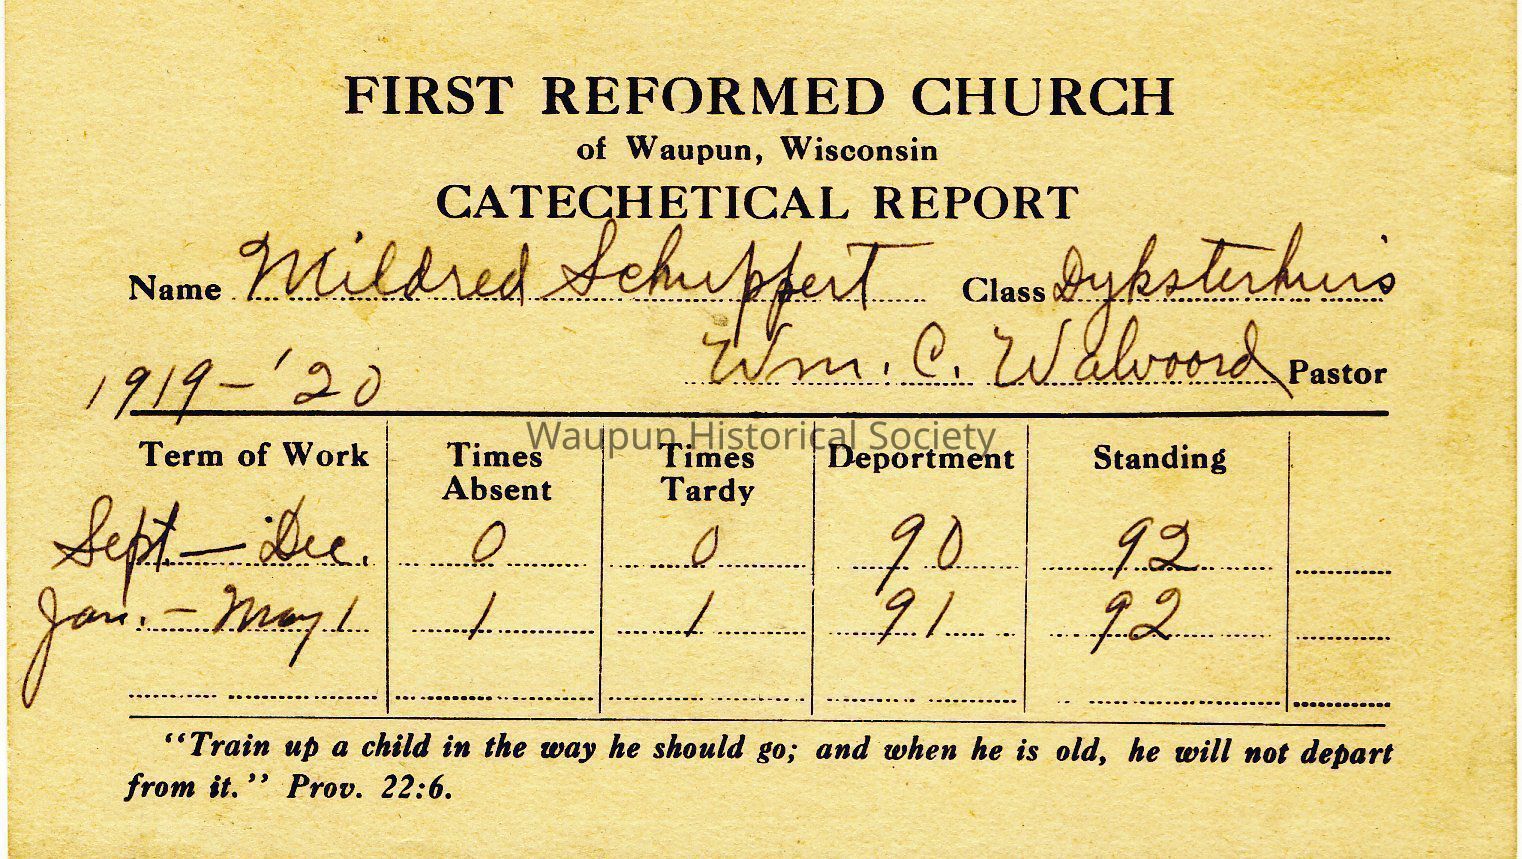 FIRST REFORMED CHURCH
of Waupun, Wisconsin
CATECHETICAL REPORT
Name Mildred Schuppert Class Dyksterhuis
Wm. C. Walvoord Pastor
1919-'20
Waupun Historical Society
Term of Work Times Absent Times Tardy Deportment Standing
Sept. — Dec. 0 0 90 92
Jan. - May 1 1 1 91 92
"Train up a child in the way he should go; and when he is old, he will not depart
from it." Prov. 22:6.